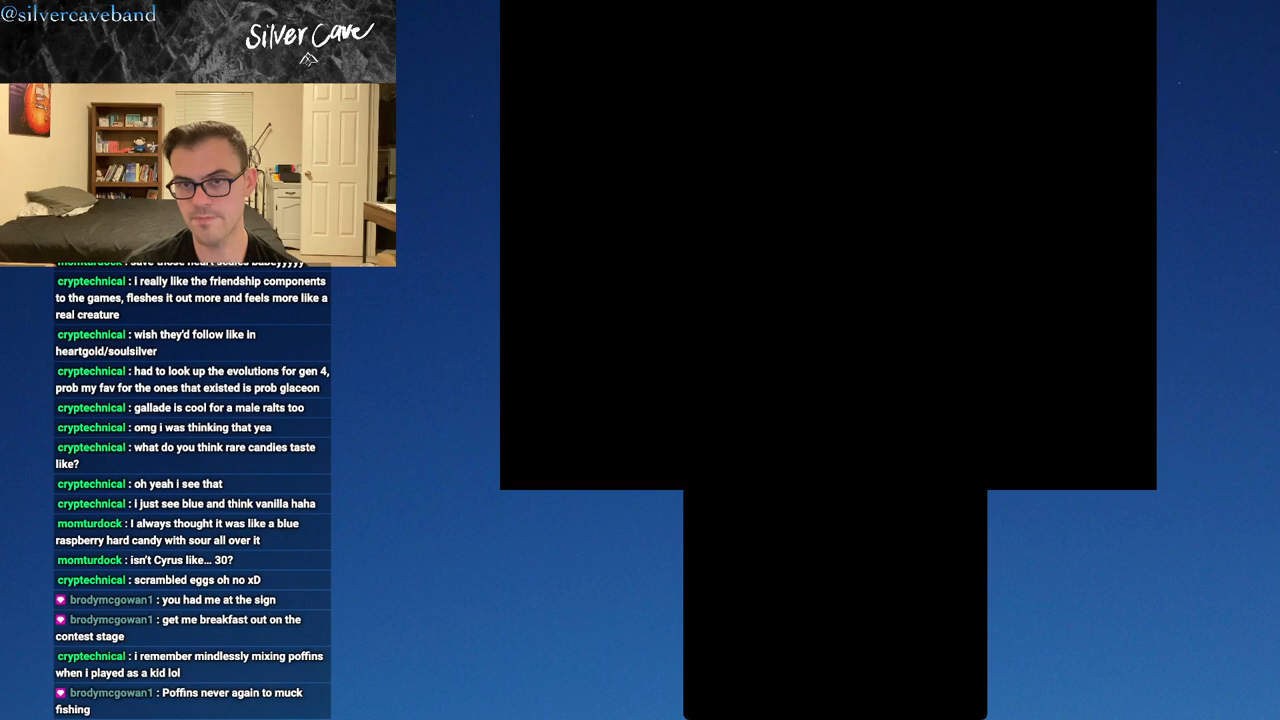 @silvercaveband
Silver Cave
momturdock : save those heart scales babeyyyyy
cryptechnical : i really like the friendship components
to the games, fleshes it out more and feels more like a
real creature
cryptechnical : wish they'd follow like in
heartgold/soulsilver
cryptechnical : had to look up the evolutions for gen 4,
prob my fav for the ones that existed is prob glaceon
cryptechnical : gallade is cool for a male ralts too
cryptechnical : omg i was thinking that yea
cryptechnical : what do you think rare candies taste
like?
cryptechnical : oh yeah i see that
cryptechnical : i just see blue and think vanilla haha
momturdock : I always thought it was like a blue
raspberry hard candy with sour all over it
momturdock : isn't Cyrus like… 30?
cryptechnical : scrambled eggs oh no xD
brodymcgowan1 : you had me at the sign
brodymcgowan1 : get me breakfast out on the
contest stage
cryptechnical : i remember mindlessly mixing poffins
when i played as a kid lol
brodymcgowan1 : Poffins never again to muck
fishing